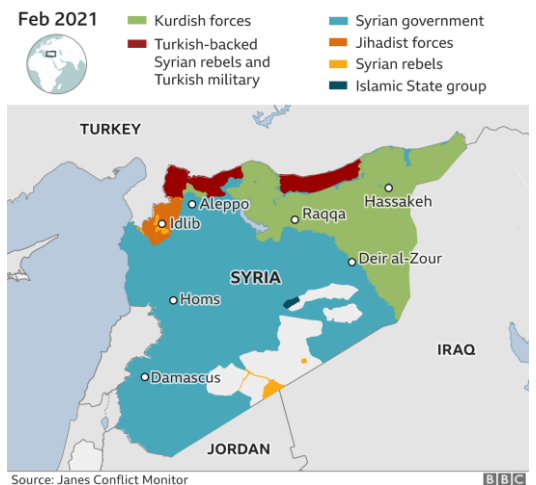 Feb 2021
Kurdish forces
Turkish-backed
Syrian rebels and
Turkish military
Syrian government
Jihadist forces
Syrian rebels
Islamic State group
TURKEY
Aleppo
Hassakeh
Raqqa
Idlib
Deir al-Zour
SYRIA
Homs
IRAQ
Damascus
JORDAN
Source: Janes Conflict Monitor
BBC